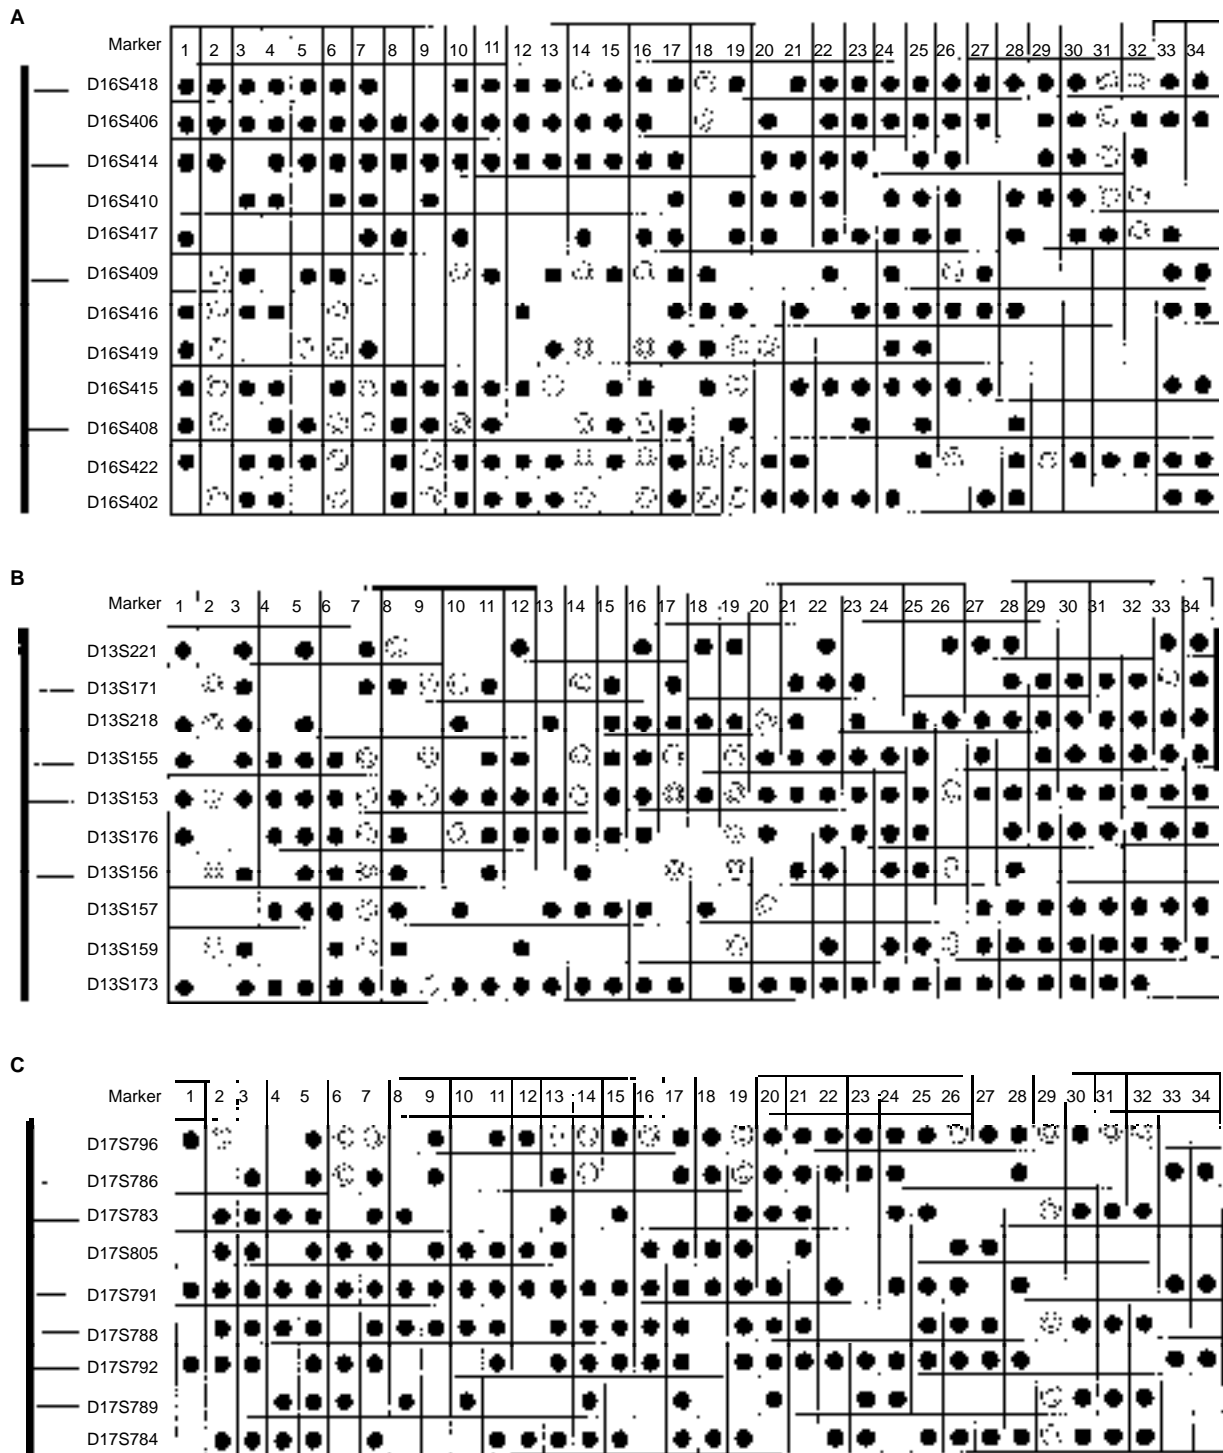 A
Marker 1 2 3 4 5 6 7 8 9 10 11 12 13 14 15 16 17 18 19 20 21 22 23 24 25 26 27 28 29 30 31 32 33 34
D16S418
D16S406
D16S414
D16S410
D16S417
D16S409
D16S416
D16S419
D16S415
D16S408
D16S422
D16S402
B
Marker 1 2 3 4 5 6 7 8 9 10 11 12 13 14 15 16 17 18 19 20 21 22 23 24 25 26 27 28 29 30 31 32 33 34
D13S221
D13S171
D13S218
D13S155
D13S153
D13S176
D13S156
D13S157
D13S159
D13S173
C
Marker 1 2 3 4 5 6 7 8 9 10 11 12 13 14 15 16 17 18 19 20 21 22 23 24 25 26 27 28 29 30 31 32 33 34
D17S796
D17S786
D17S783
D17S805
D17S791
D17S788
D17S792
D17S789
D17S784